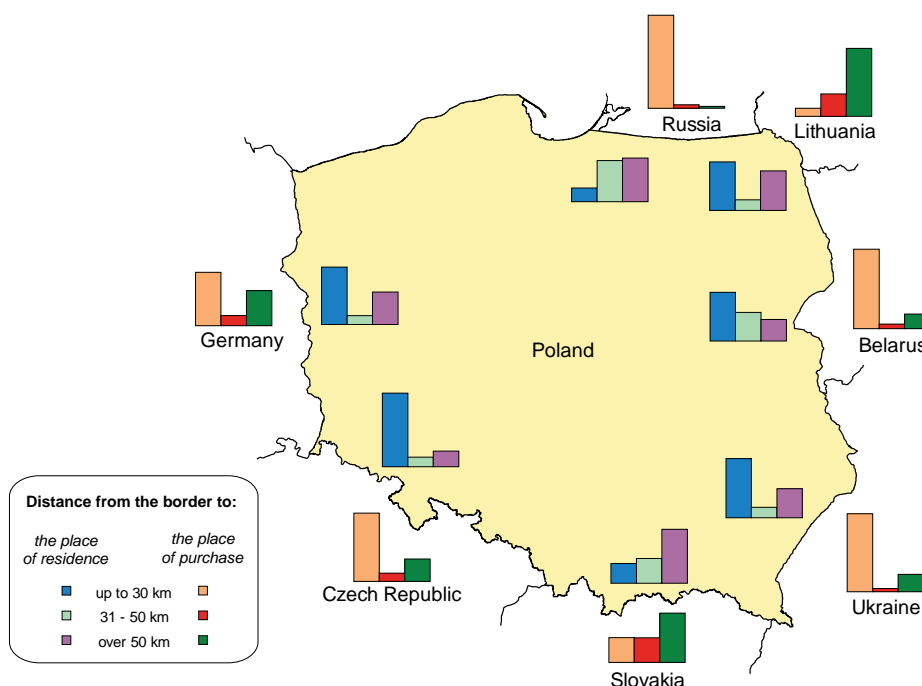 Russia
Lithuania
Germany
Poland
Belarus
Czech Republic
Ukraine
Slovakia
Distance from the border to:
the place of residence
the place of purchase
up to 30 km
31 - 50 km
over 50 km